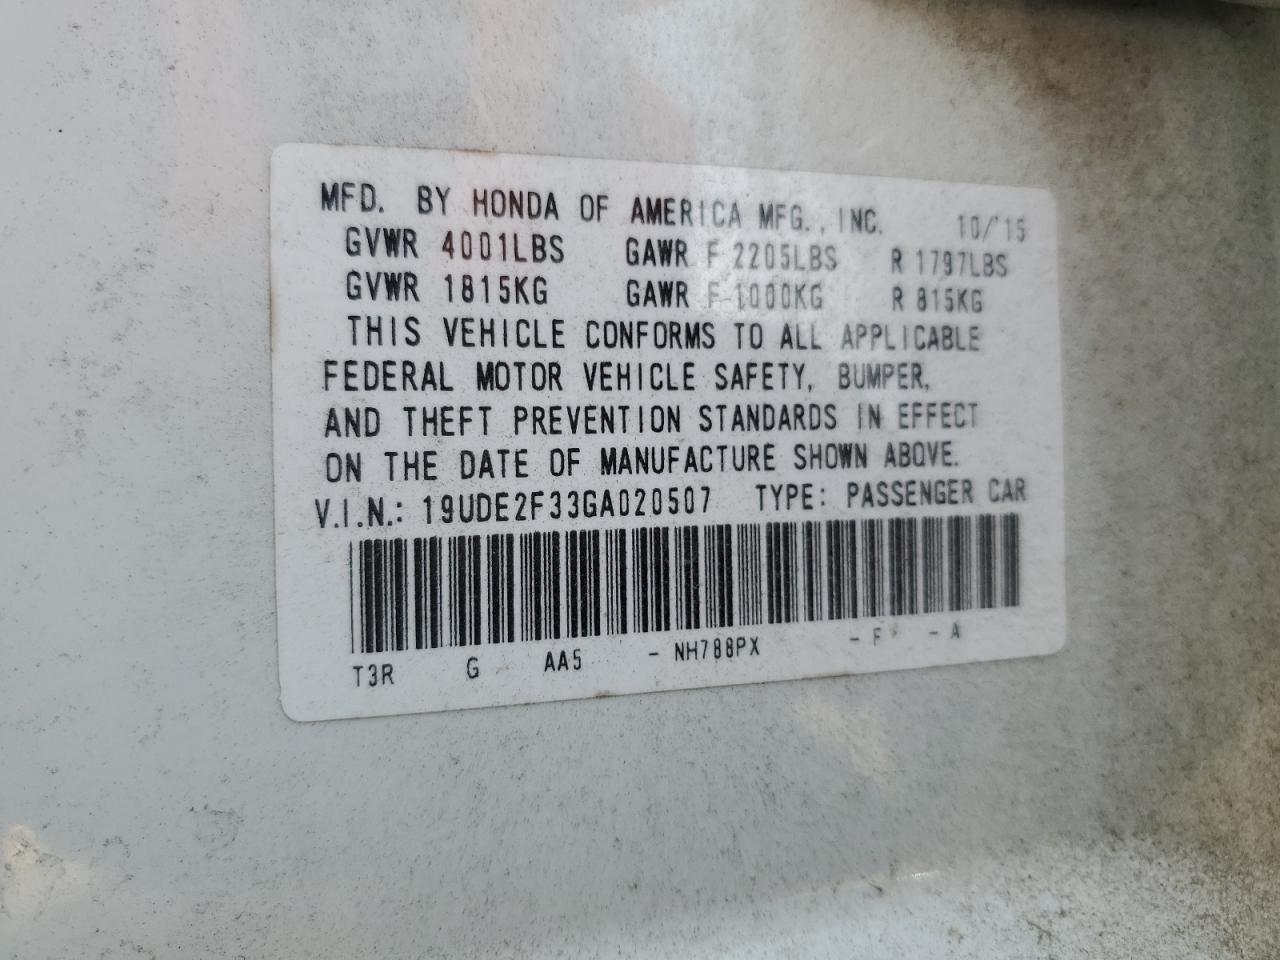 MFD. BY HONDA OF AMERICA MFG., INC. 10/'15
GVWR 4001LBS GAWR F 2205LBS R 1797LBS
GVWR 1815KG GAWR F 1000KG R 815KG
THIS VEHICLE CONFORMS TO ALL APPLICABLE
FEDERAL MOTOR VEHICLE SAFETY, BUMPER,
AND THEFT PREVENTION STANDARDS IN EFFECT
ON THE DATE OF MANUFACTURE SHOWN ABOVE.
V.I.N.: 19UDE2F33GA020507 TYPE: PASSENGER CAR
T3R G AA5 - NH788PX - F - A